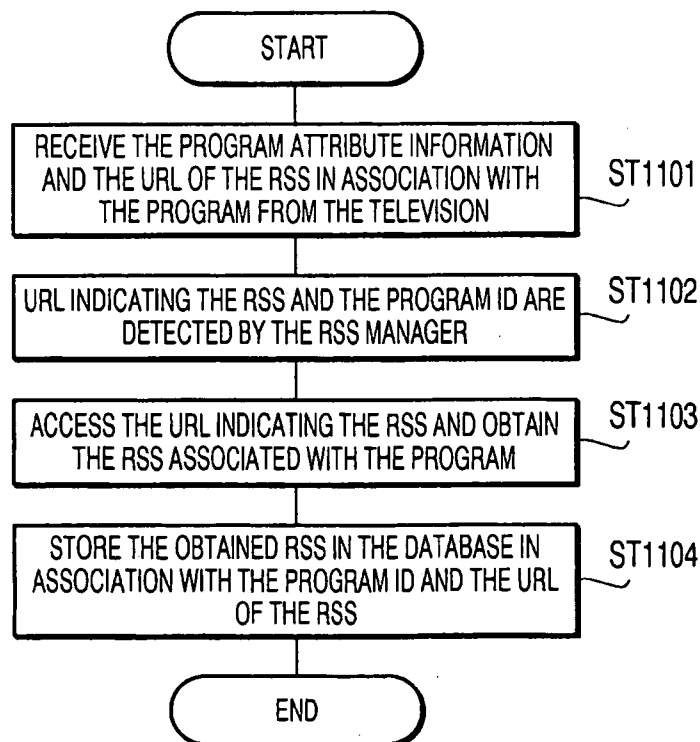 START
RECEIVE THE PROGRAM ATTRIBUTE INFORMATION
AND THE URL OF THE RSS IN ASSOCIATION WITH
THE PROGRAM FROM THE TELEVISION
ST1101
URL INDICATING THE RSS AND THE PROGRAM ID ARE
DETECTED BY THE RSS MANAGER
ST1102
ACCESS THE URL INDICATING THE RSS AND OBTAIN
THE RSS ASSOCIATED WITH THE PROGRAM
ST1103
STORE THE OBTAINED RSS IN THE DATABASE IN
ASSOCIATION WITH THE PROGRAM ID AND THE URL
OF THE RSS
ST1104
END